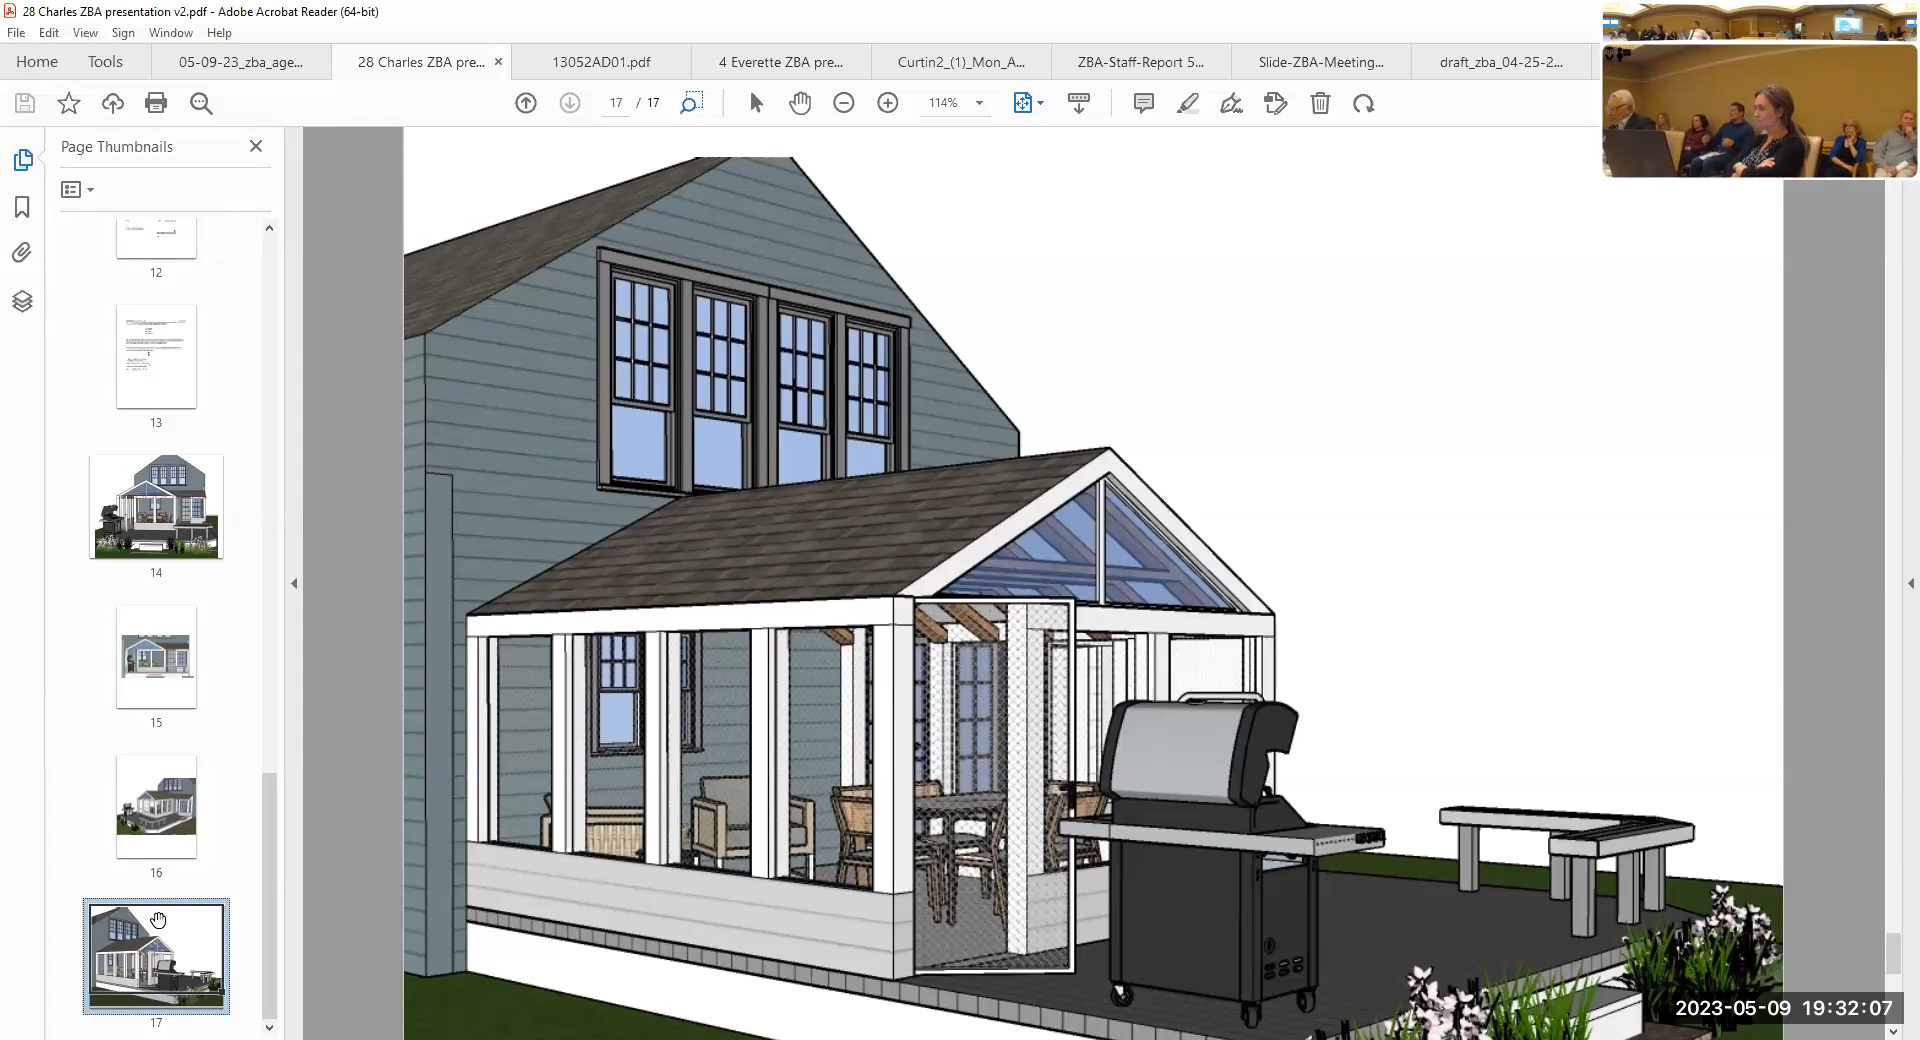 28 Charles ZBA presentation v2.pdf - Adobe Acrobat Reader (64-bit)
File Edit View Sign Window Help
Home Tools 05-09-23_zba_age... 28 Charles ZBA pre... × 13052AD01.pdf 4 Everette ZBA pre... Curtin2_(1)_Mon_A... ZBA-Staff-Report 5... Slide-ZBA-Meeting... draft_zba_04-25-2...
17 / 17 114%
Page Thumbnails
12
13
14
15
16
17
2023-05-09 19:32:07